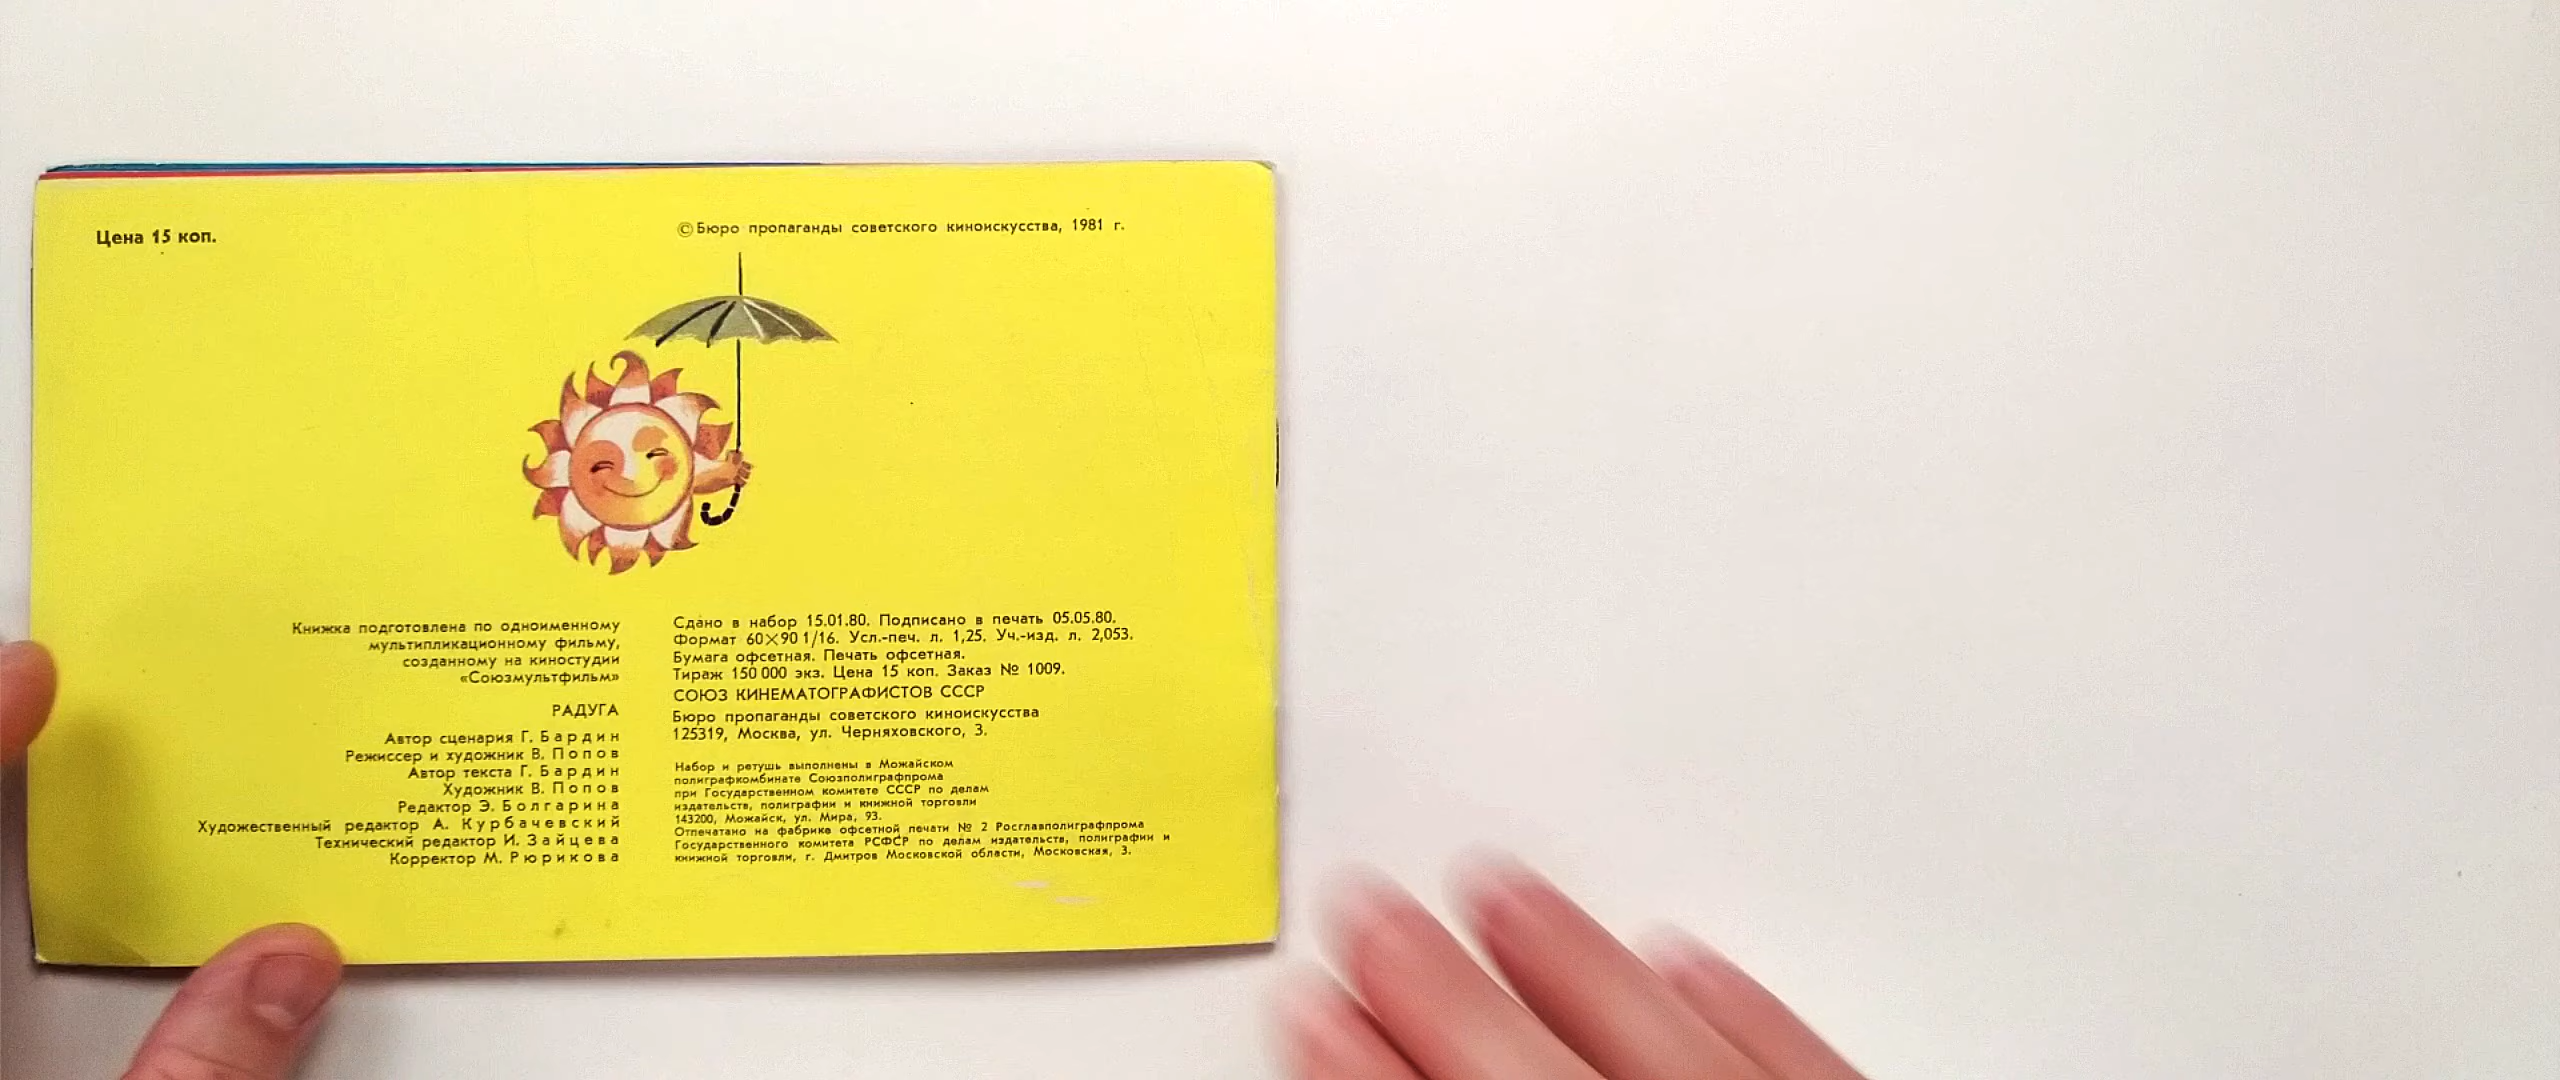 Цена 15 коп.
© Бюро пропаганды советского киноискусства, 1981 г.
Книжка подготовлена по одноименному
мультипликационному фильму,
созданному на киностудии
«Союзмультфильм»
РАДУГА
Автор сценария Г. Бардин
Режиссер и художник В. Попов
Автор текста Г. Бардин
Художник В. Попов
Редактор Э. Болгарина
Художественный редактор А. Курбачевский
Технический редактор И. Зайцева
Корректор М. Рюрикова
Сдано в набор 15.01.80. Подписано в печать 05.05.80.
Формат 60×90 1/16. Усл.-печ. л. 1,25. Уч.-изд. л. 2,053.
Бумага офсетная. Печать офсетная.
Тираж 150 000 экз. Цена 15 коп. Заказ № 1009.
СОЮЗ КИНЕМАТОГРАФИСТОВ СССР
Бюро пропаганды советского киноискусства
125319, Москва, ул. Черняховского, 3.
Набор и ретушь выполнены в Можайском
полиграфкомбинате Союзполиграфпрома
при Государственном комитете СССР по делам
издательств, полиграфии и книжной торговли
143200, Можайск, ул. Мира, 93.
Отпечатано на фабрике офсетной печати № 2 Росглавполиграфпрома
Государственного комитета РСФСР по делам издательств, полиграфии и
книжной торговли, г. Дмитров Московской области, Московская, 3.